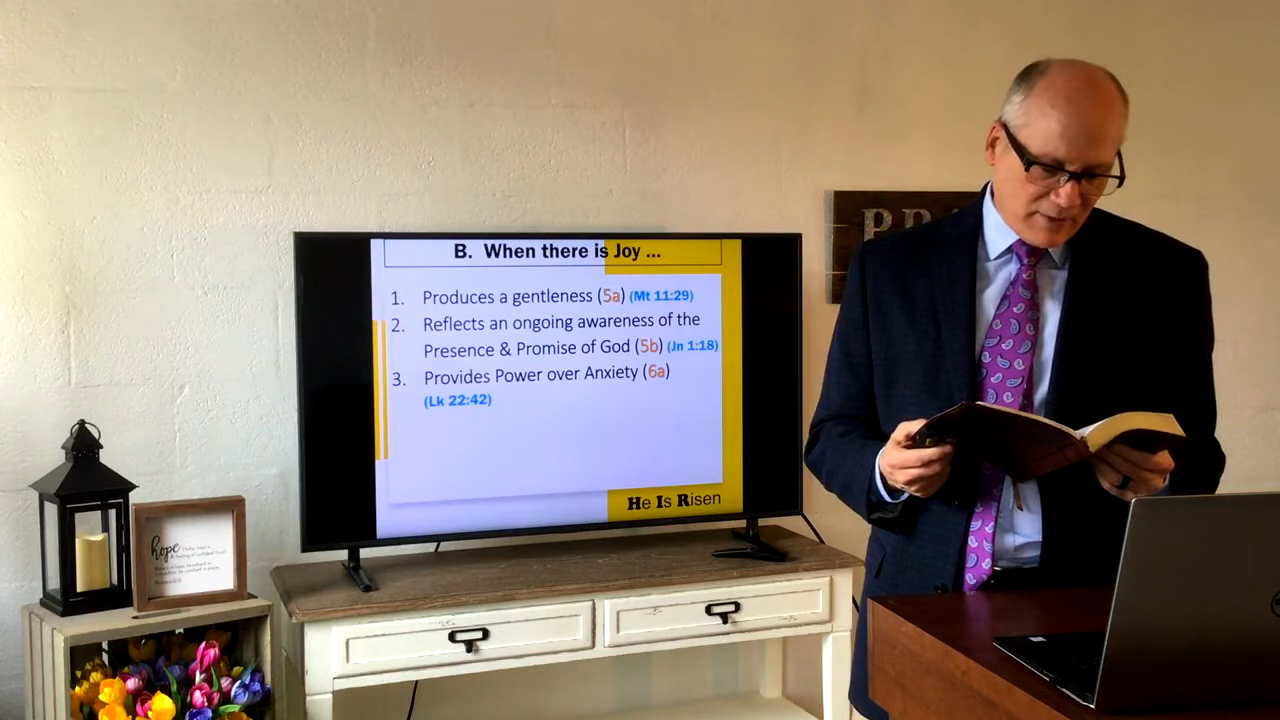 B. When there is Joy ...
1. Produces a gentleness (5a) (Mt 11:29)
2. Reflects an ongoing awareness of the
Presence & Promise of God (5b) (Jn 1:18)
3. Provides Power over Anxiety (6a)
(Lk 22:42)
He Is Risen
hope